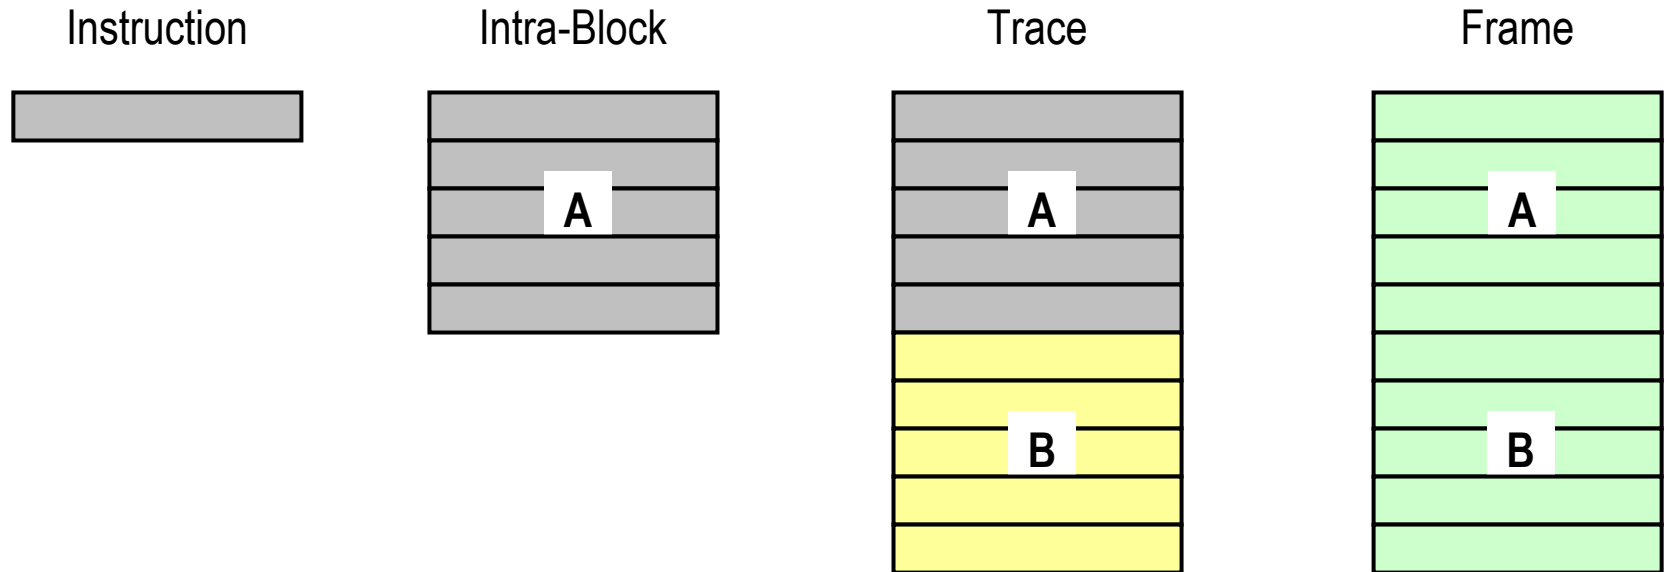 Instruction
Intra-Block
Trace
Frame
A
A
A
B
B